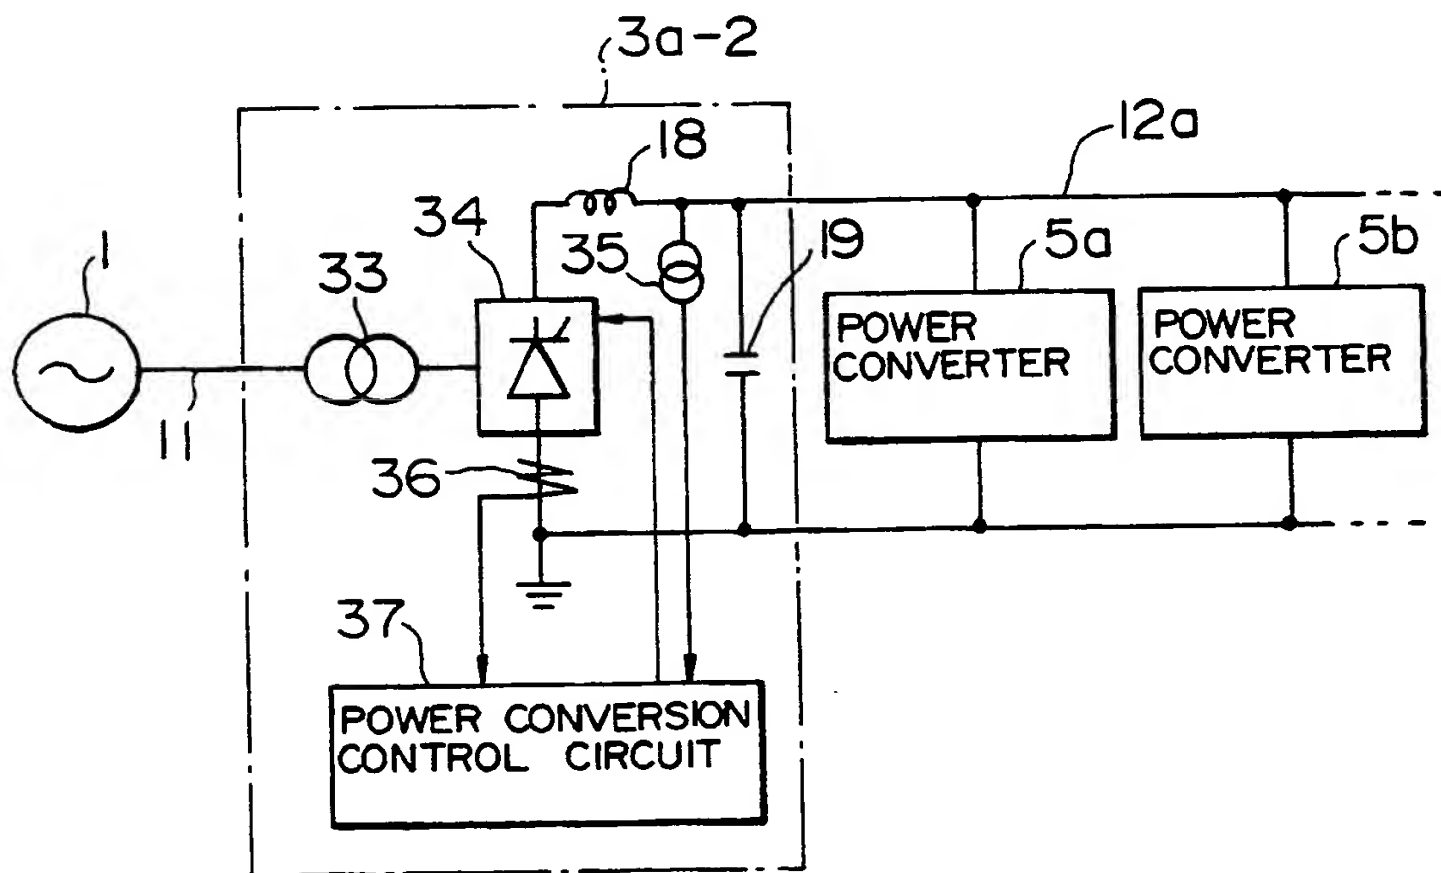 3a-2
12a
18
34
35
19
5a
5b
1
33
POWER
CONVERTER
POWER
CONVERTER
11
36
37
POWER CONVERSION
CONTROL CIRCUIT